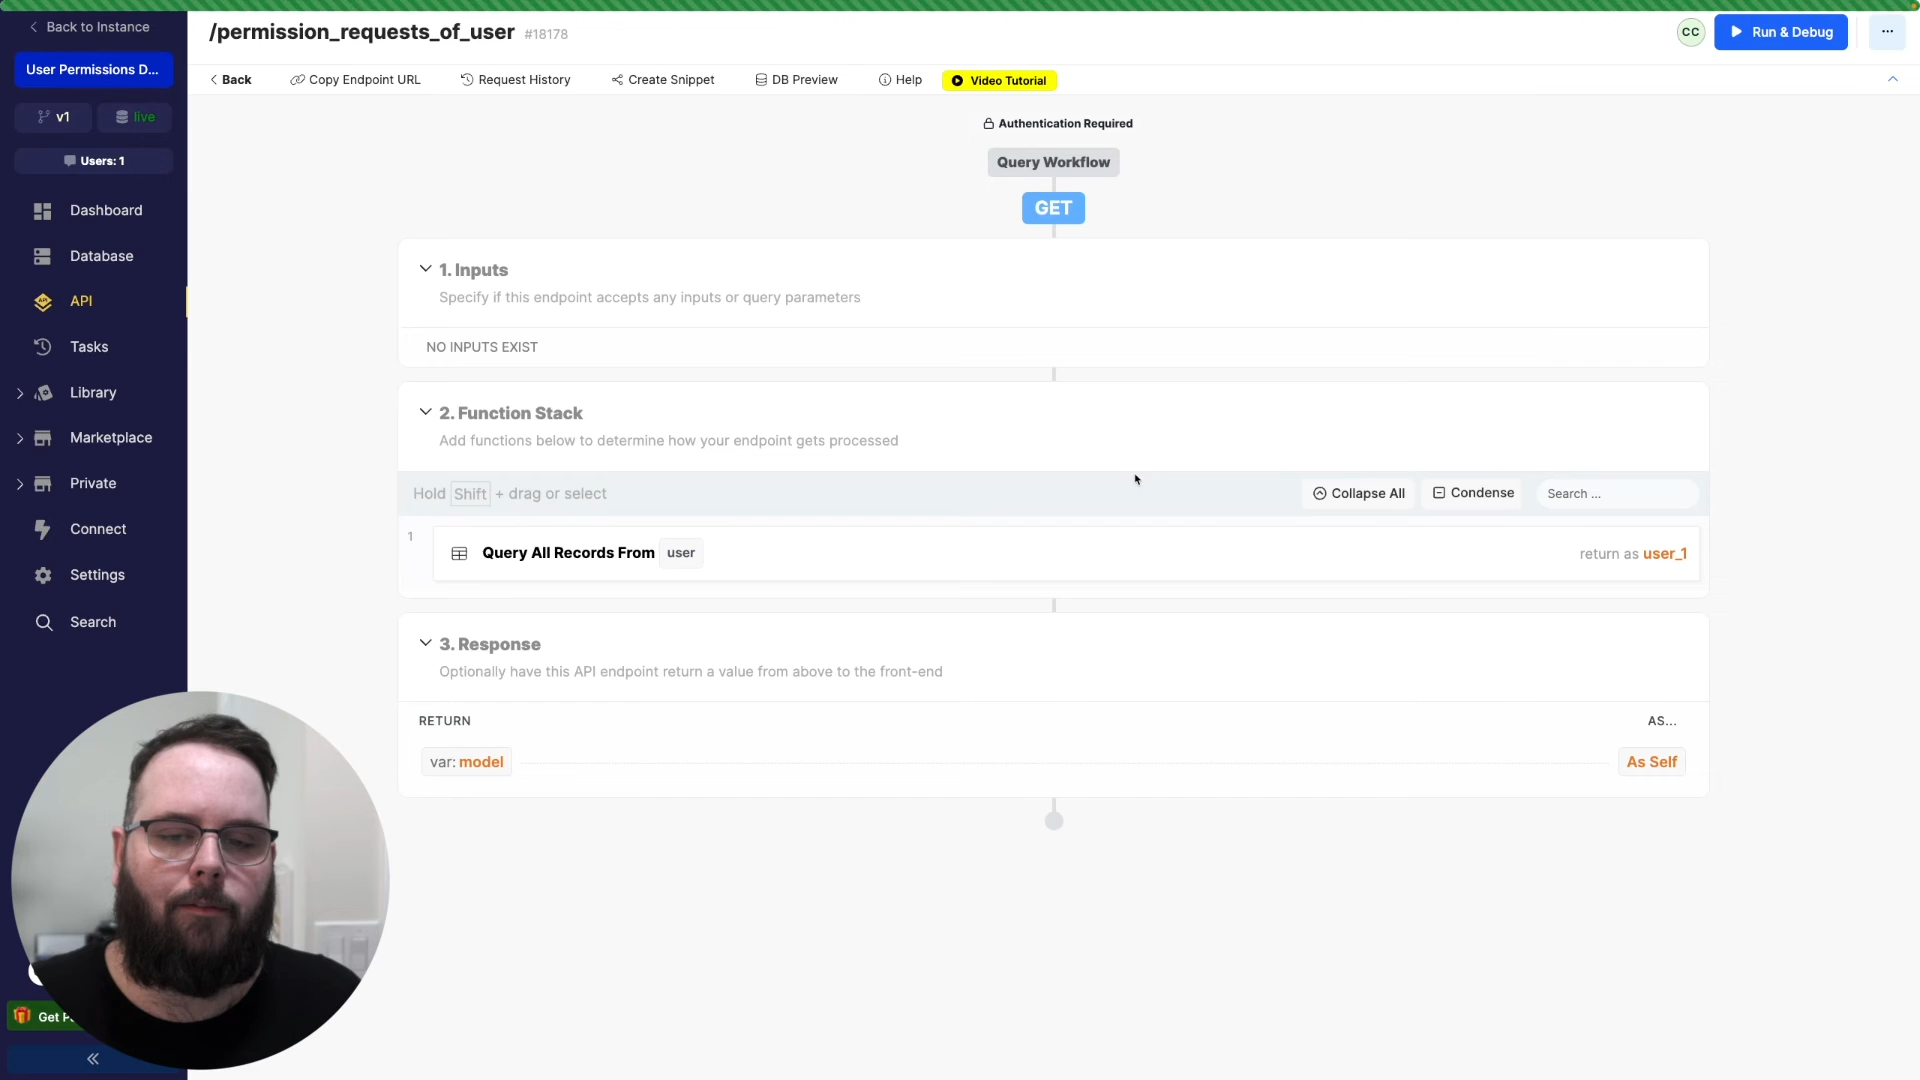 Back to Instance
/permission_requests_of_user #18178
CC
Run & Debug
...
User Permissions D...
Back
Copy Endpoint URL
Request History
Create Snippet
DB Preview
Help
Video Tutorial
v1
live
Authentication Required
Users: 1
Query Workflow
GET
Dashboard
Database
API
Tasks
Library
Marketplace
Private
Connect
Settings
Search
1. Inputs
Specify if this endpoint accepts any inputs or query parameters
NO INPUTS EXIST
2. Function Stack
Add functions below to determine how your endpoint gets processed
Hold Shift + drag or select
Collapse All
Condense
Search ...
1
Query All Records From user
return as user_1
3. Response
Optionally have this API endpoint return a value from above to the front-end
RETURN
AS...
var: model
As Self
Get